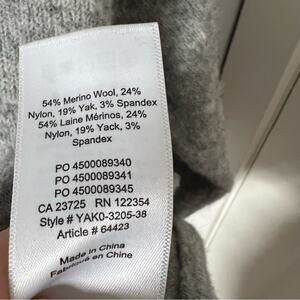 54% Merino Wool, 24%
Nylon, 19% Yak, 3% Spandex
54% Laine Mérinos, 24%
Nylon, 19% Yack, 3%
Spandex
PO 4500089340
PO 4500089341
PO 4500089345
CA 23725 RN 122354
Style # YAK0-3205-38
Article # 64423
Made in China
Fabriqué en Chine